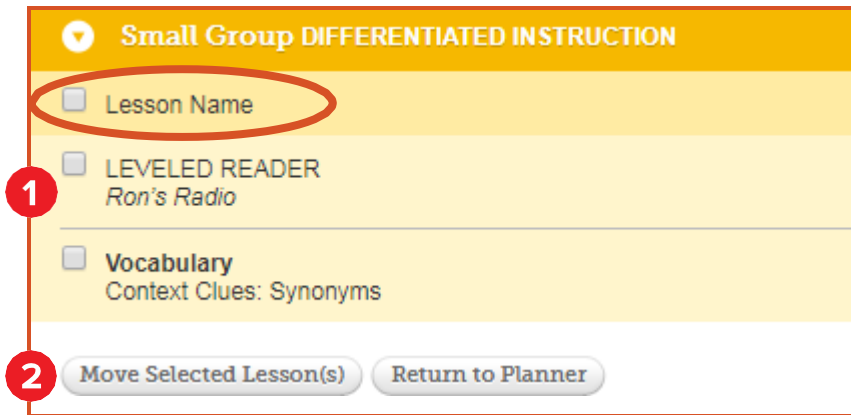 Small Group DIFFERENTIATED INSTRUCTION
Lesson Name
1
LEVELED READER
Ron's Radio
Vocabulary
Context Clues: Synonyms
2 Move Selected Lesson(s) Return to Planner